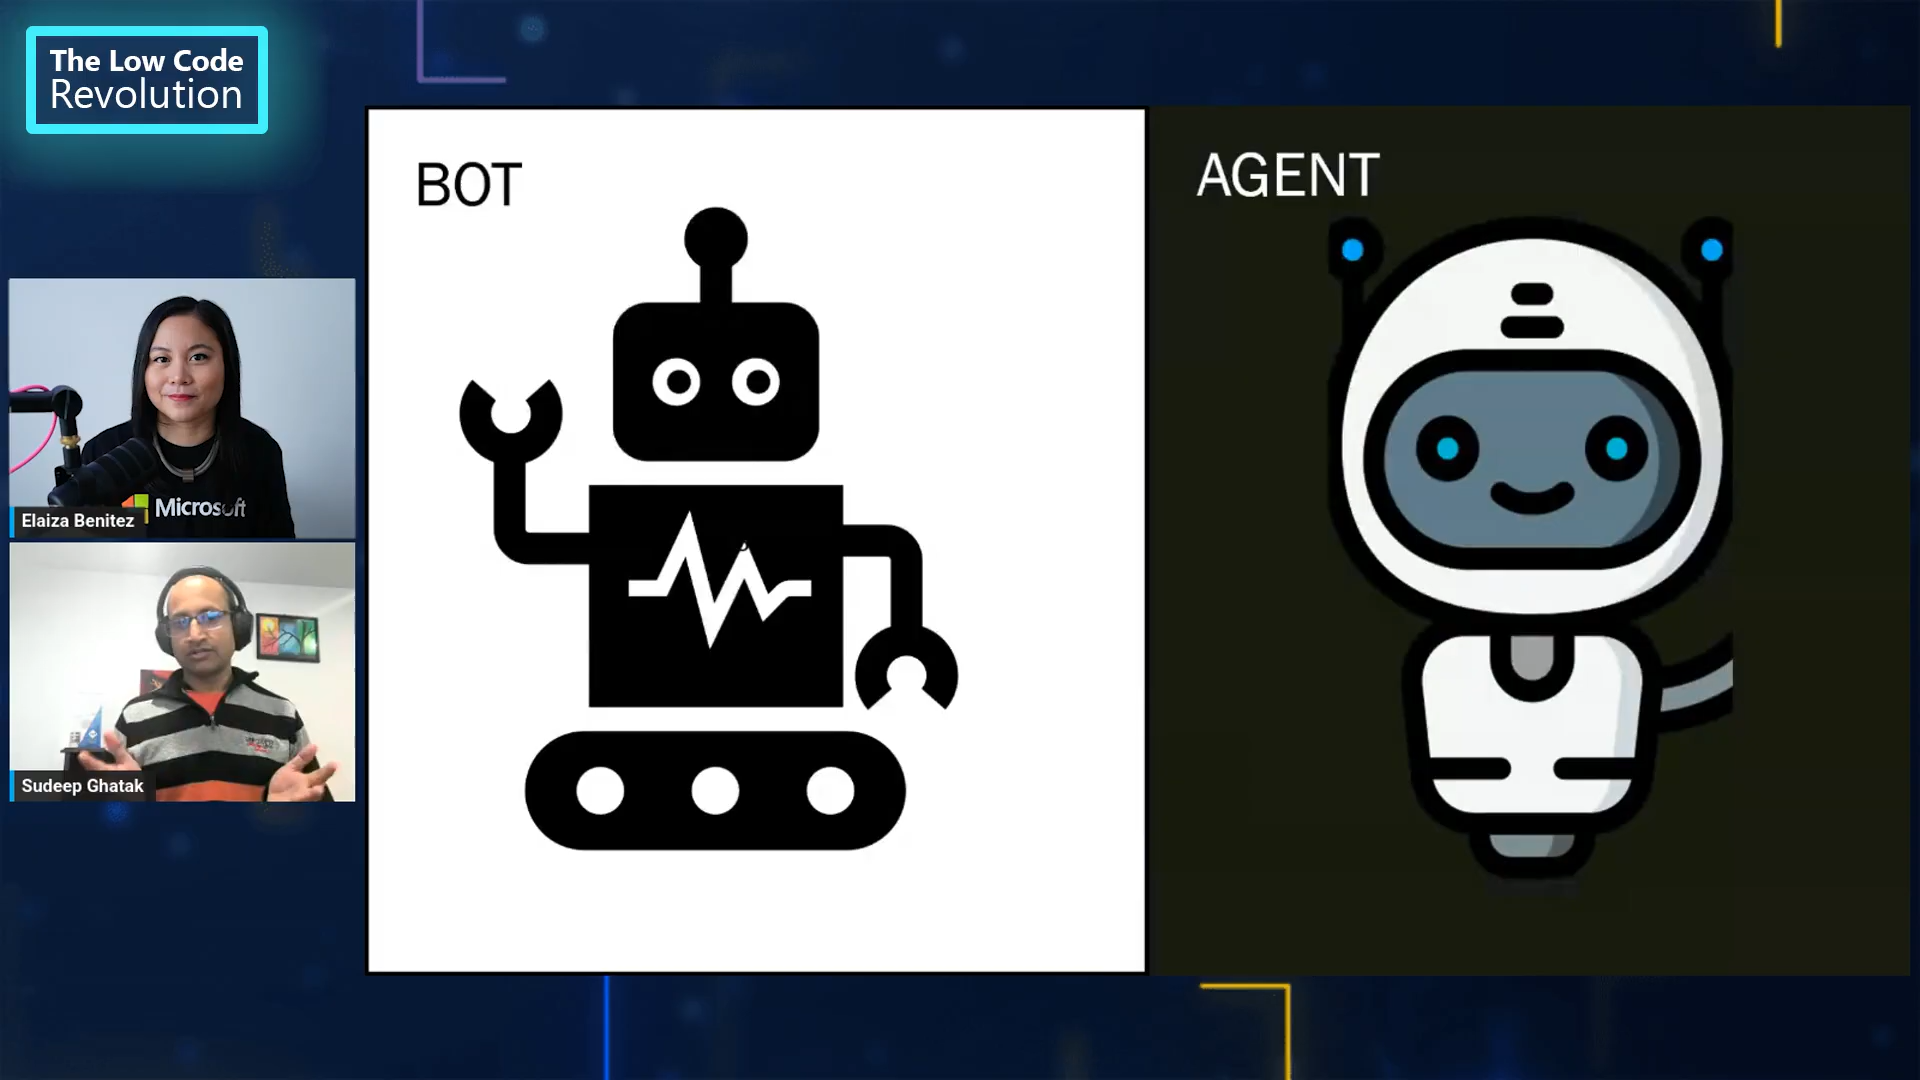 The Low Code
Revolution
BOT
AGENT
Microsoft
Elaiza Benitez
Sudeep Ghatak